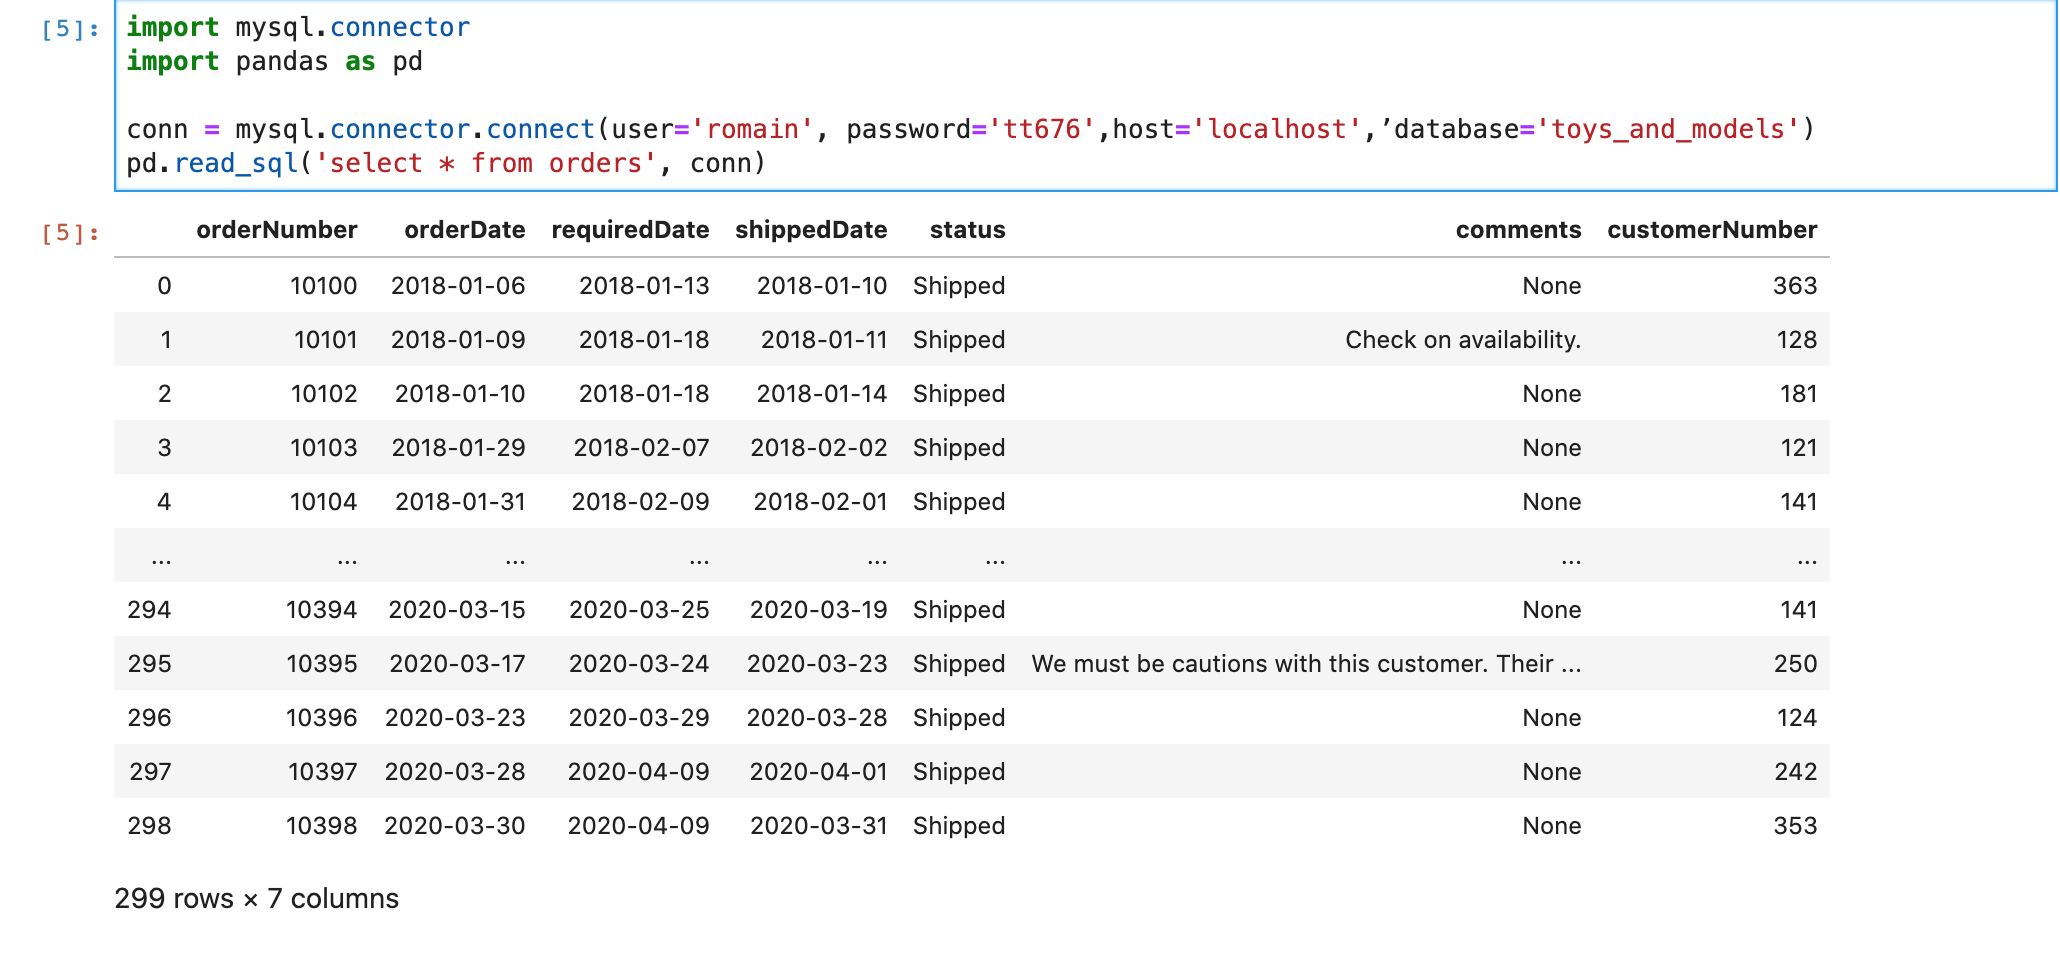 [5]: import mysql.connector
import pandas as pd
conn = mysql.connector.connect(user='romain', password='tt676',host='localhost',’database='toys_and_models')
pd.read_sql('select * from orders', conn)
[5]: orderNumber orderDate requiredDate shippedDate status comments customerNumber
0 10100 2018-01-06 2018-01-13 2018-01-10 Shipped None 363
1 10101 2018-01-09 2018-01-18 2018-01-11 Shipped Check on availability. 128
2 10102 2018-01-10 2018-01-18 2018-01-14 Shipped None 181
3 10103 2018-01-29 2018-02-07 2018-02-02 Shipped None 121
4 10104 2018-01-31 2018-02-09 2018-02-01 Shipped None 141
... ... ... ... ... ... ... ...
294 10394 2020-03-15 2020-03-25 2020-03-19 Shipped None 141
295 10395 2020-03-17 2020-03-24 2020-03-23 Shipped We must be cautions with this customer. Their ... 250
296 10396 2020-03-23 2020-03-29 2020-03-28 Shipped None 124
297 10397 2020-03-28 2020-04-09 2020-04-01 Shipped None 242
298 10398 2020-03-30 2020-04-09 2020-03-31 Shipped None 353
299 rows × 7 columns